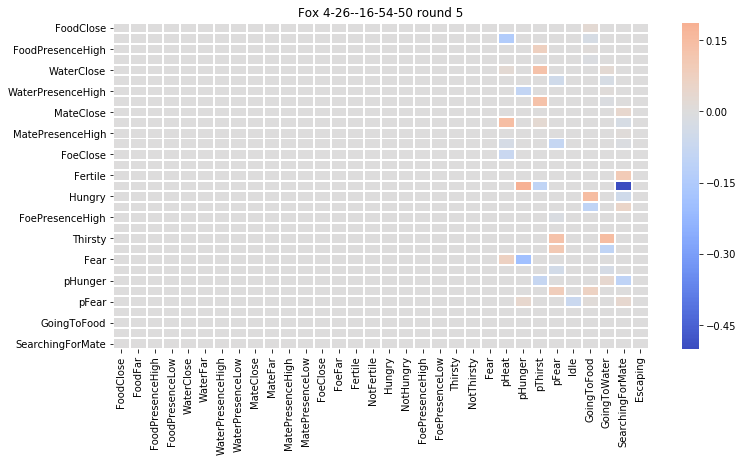 Fox 4-26--16-54-50 round 5
FoodClose
FoodPresenceHigh
WaterClose
WaterPresenceHigh
MateClose
MatePresenceHigh
FoeClose
Fertile
Hungry
FoePresenceHigh
Thirsty
Fear
pHunger
pFear
GoingToFood
SearchingForMate
FoodClose
FoodFar
FoodPresenceHigh
FoodPresenceLow
WaterClose
WaterFar
WaterPresenceHigh
WaterPresenceLow
MateClose
MateFar
MatePresenceHigh
MatePresenceLow
FoeClose
FoeFar
Fertile
NotFertile
Hungry
NotHungry
FoePresenceHigh
FoePresenceLow
Thirsty
NotThirsty
Fear
pHeat
pHunger
pThirst
pFear
Idle
GoingToFood
GoingToWater
SearchingForMate
Escaping
0.15
0.00
−0.15
−0.30
−0.45